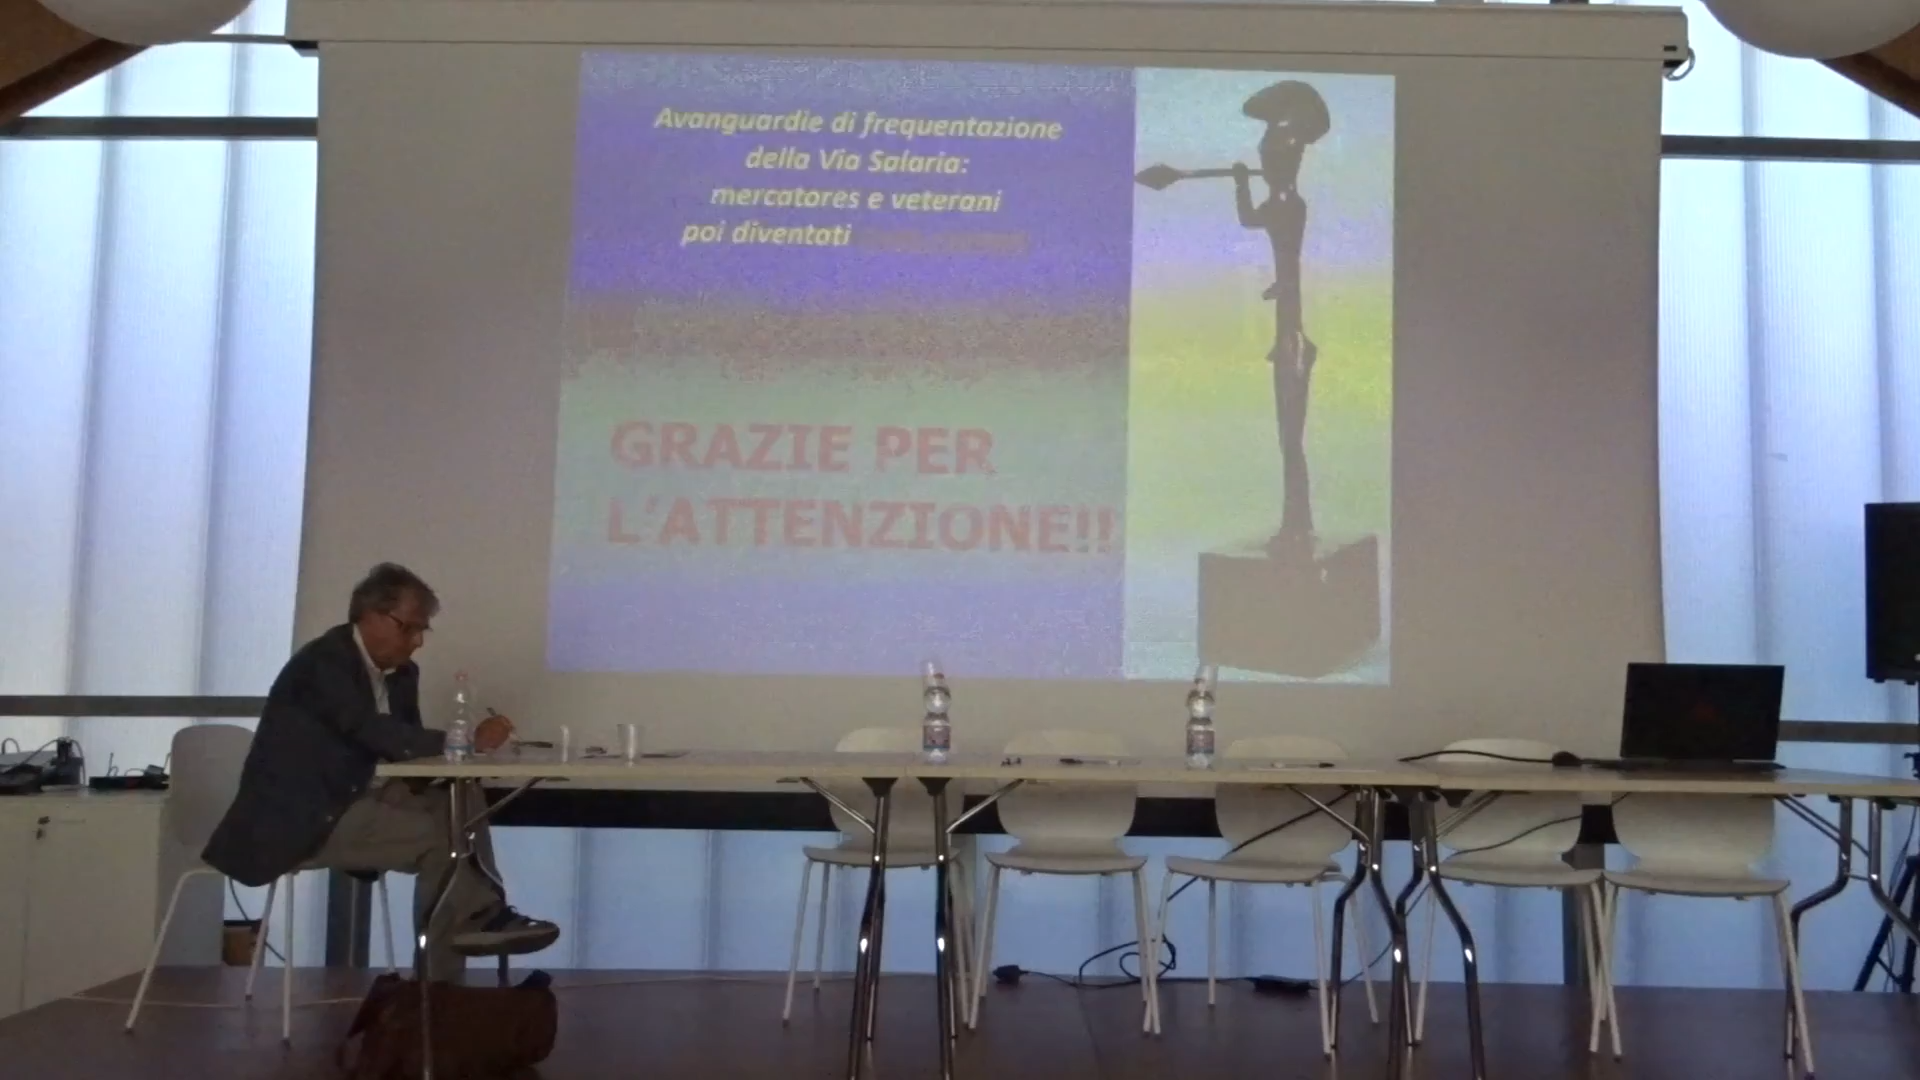 Avanguardie di frequentazione
della Via Salaria:
mercatores e veterani
poi diventati
GRAZIE PER
L'ATTENZIONE!!